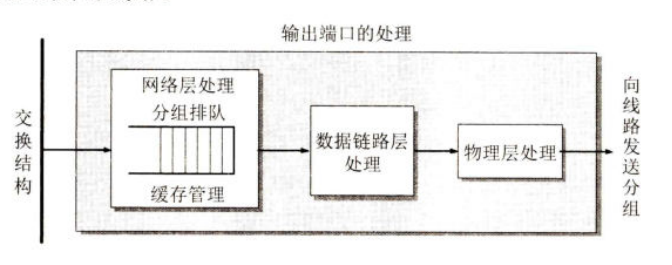 输出端口的处理
交换结构
网络层处理
分组排队
缓存管理
数据链路层
处理
物理层处理
向线路发送分组